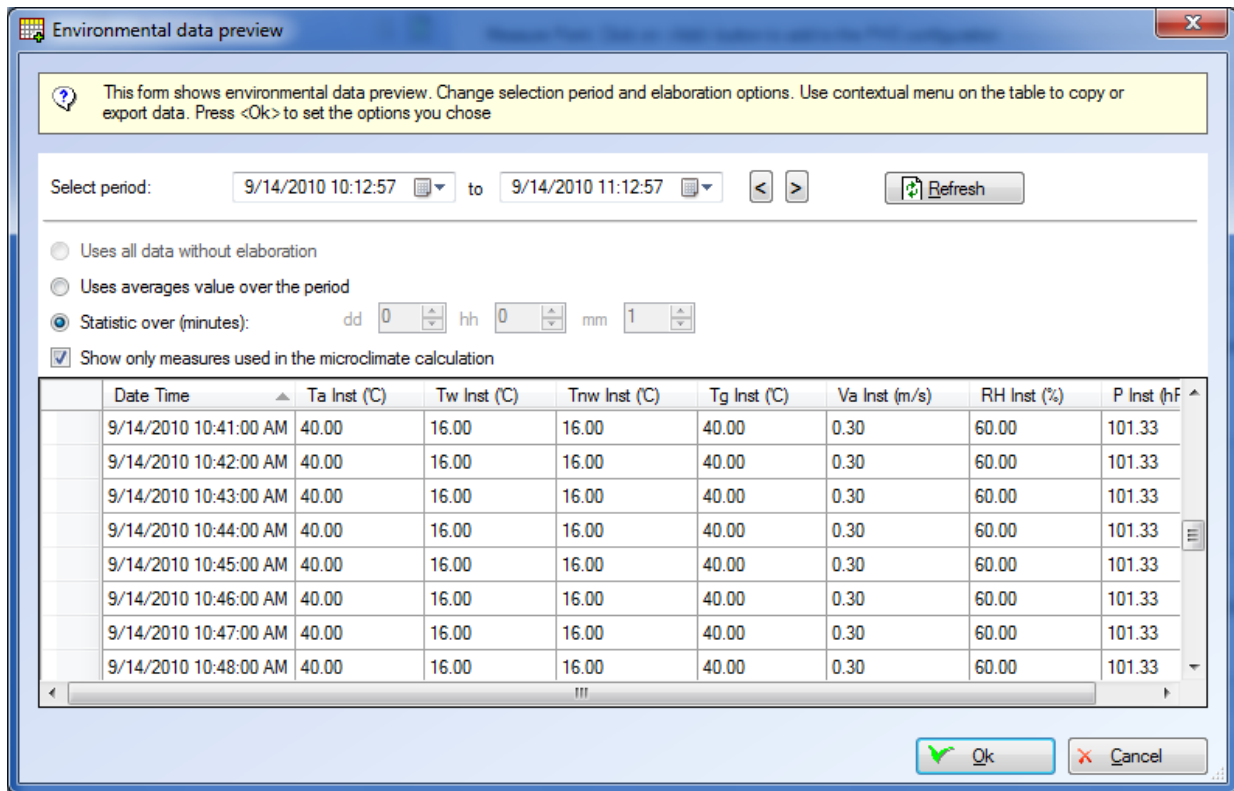 Environmental data preview
This form shows environmental data preview. Change selection period and elaboration options. Use contextual menu on the table to copy or
export data. Press <Ok> to set the options you chose
Select period: 9/14/2010 10:12:57 to 9/14/2010 11:12:57 < > Refresh
Uses all data without elaboration
Uses averages value over the period
Statistic over (minutes): dd 0 hh 0 mm 1
Show only measures used in the microclimate calculation
Date Time Ta Inst (°C) Tw Inst (°C) Tnw Inst (°C) Tg Inst (°C) Va Inst (m/s) RH Inst (%) P Inst (hP
9/14/2010 10:41:00 AM 40.00 16.00 16.00 40.00 0.30 60.00 101.33
9/14/2010 10:42:00 AM 40.00 16.00 16.00 40.00 0.30 60.00 101.33
9/14/2010 10:43:00 AM 40.00 16.00 16.00 40.00 0.30 60.00 101.33
9/14/2010 10:44:00 AM 40.00 16.00 16.00 40.00 0.30 60.00 101.33
9/14/2010 10:45:00 AM 40.00 16.00 16.00 40.00 0.30 60.00 101.33
9/14/2010 10:46:00 AM 40.00 16.00 16.00 40.00 0.30 60.00 101.33
9/14/2010 10:47:00 AM 40.00 16.00 16.00 40.00 0.30 60.00 101.33
9/14/2010 10:48:00 AM 40.00 16.00 16.00 40.00 0.30 60.00 101.33
Ok Cancel